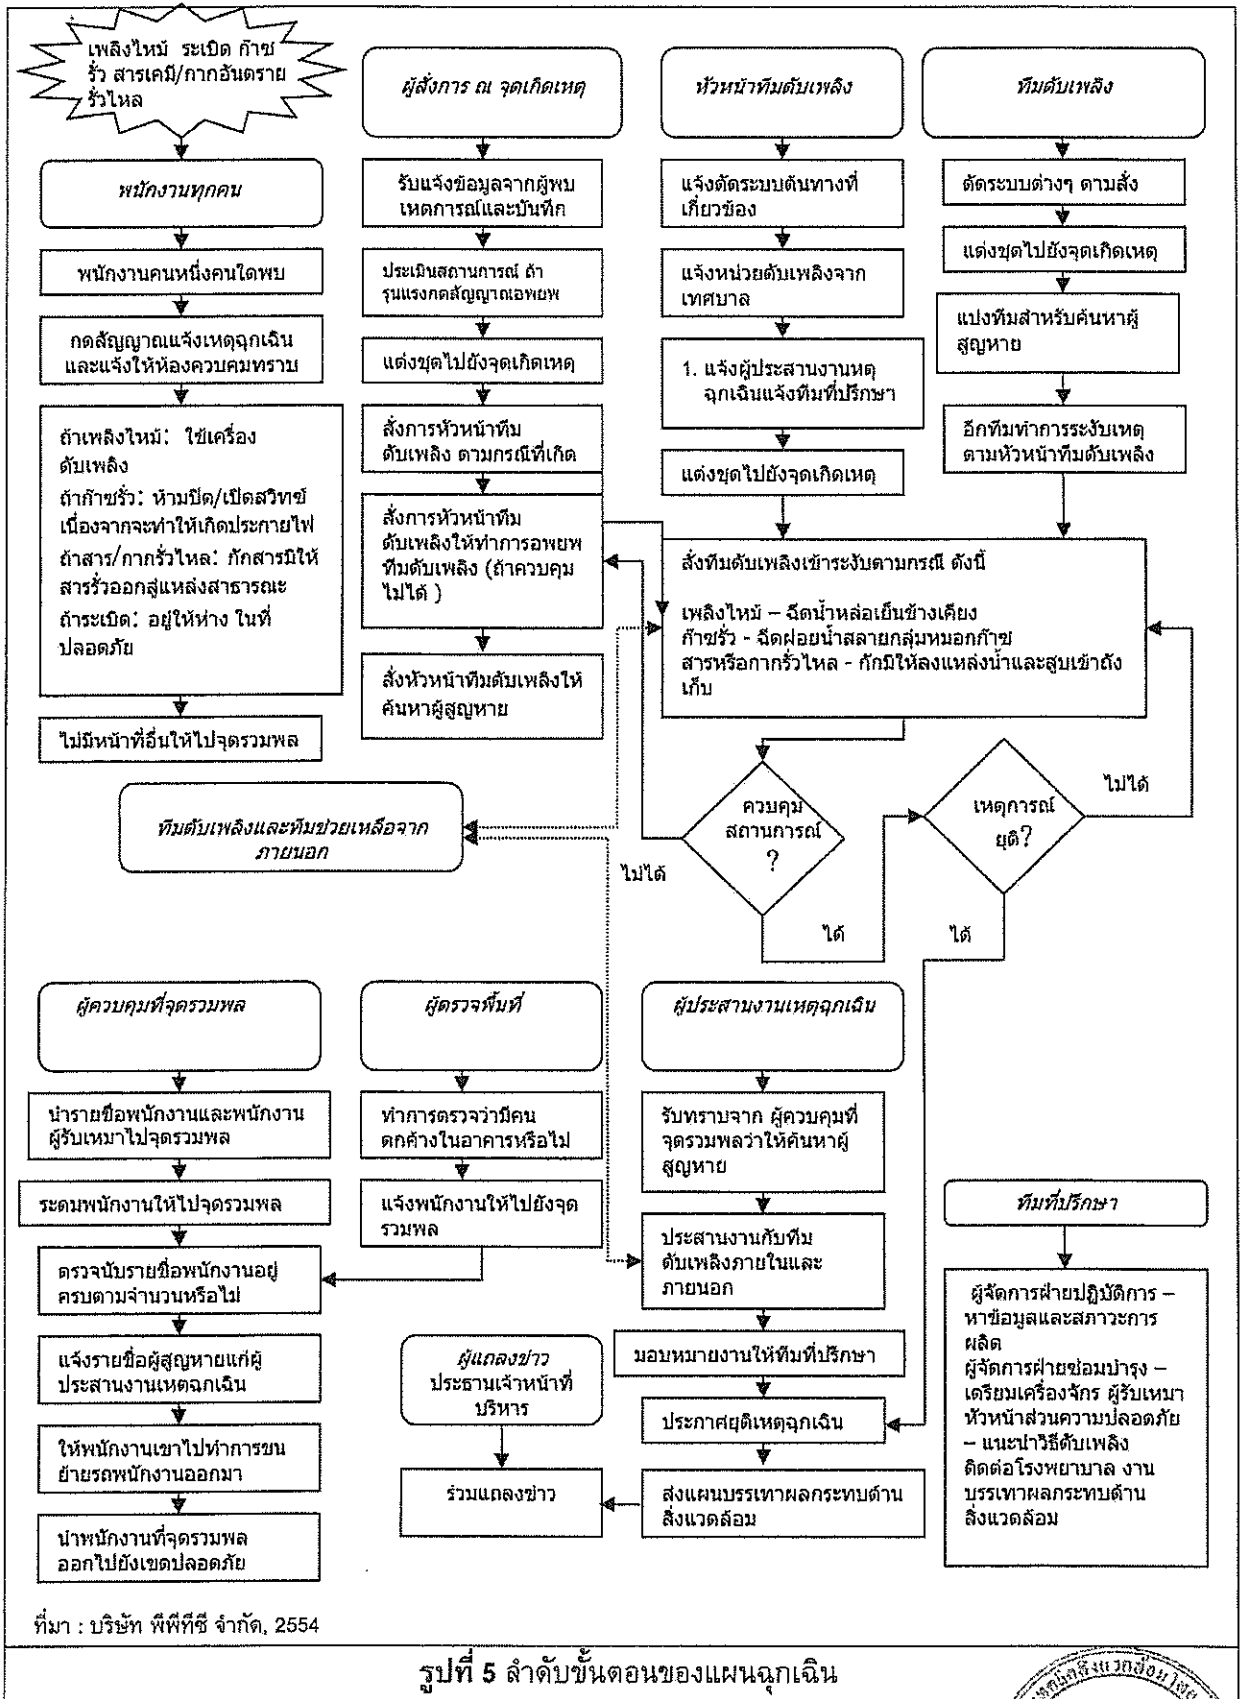 เพลิงไหม้ ระเบิด ก๊าซ
รั่ว สารเคมี/กากอันตราย
รั่วไหล
พนักงานทุกคน
พนักงานคนหนึ่งคนใดพบ
กดสัญญาณแจ้งเหตุฉุกเฉิน
และแจ้งให้ห้องควบคุมทราบ
ถ้าเพลิงไหม้: ใช้เครื่อง
ดับเพลิง
ถ้าก๊าซรั่ว: ห้ามปิด/เปิดสวิทซ์
เนื่องจากจะทำให้เกิดประกายไฟ
ถ้าสาร/กากรั่วไหล: กักสารมิให้
สารรั่วออกสู่แหล่งสาธารณะ
ถ้าระเบิด: อยู่ให้ห่าง ในที่
ปลอดภัย
ไม่มีหน้าที่อื่นให้ไปจุดรวมพล
ผู้สั่งการ ณ จุดเกิดเหตุ
รับแจ้งข้อมูลจากผู้พบ
เหตการณ์และบันทึก
ประเมินสถานการณ์ ถ้า
รุนแรงกดสัญญาณอพยพ
แต่งชุดไปยังจุดเกิดเหตุ
สั่งการหัวหน้าทีม
ดับเพลิง ตามกรณีที่เกิด
สั่งการหัวหน้าทีม
ดับเพลิงให้ทำการอพยพ
ทีมดับเพลิง (ถ้าควบคุม
ไม่ได้ )
สั่งหัวหน้าทีมดับเพลิงให้
ค้นหาผู้สูญหาย
หัวหน้าทีมดับเพลิง
แจ้งตัดระบบต้นทางที่
เกี่ยวข้อง
แจ้งหน่วยดับเพลิงจาก
เทศบาล
1. แจ้งผู้ประสานงานหตุ
ฉุกเฉินแจ้งทีมที่ปรึกษา
แต่งชุดไปยังจุดเกิดเหตุ
ทีมดับเพลิง
ตัดระบบต่างๆ ตามสั่ง
แต่งชุดไปยังจุดเกิดเหตุ
แบ่งทีมสำหรับค้นหาผู้
สูญหาย
อีกทีมทำการระงับเหตุ
ตามหัวหน้าทีมดับเพลิง
สั่งทีมดับเพลิงเข้าระงับตามกรณี ดังนี้
เพลิงไหม้ – ฉีดน้ำหล่อเย็นข้างเคียง
ก๊าซรั่ว - ฉีดฝอยน้ำสลายกลุ่มหมอกก๊าซ
สารหรือกากรั่วไหล - กักมิให้ลงแหล่งน้ำและสูบเข้าถัง
เก็บ
ควบคุม
สถานการณ์
?
ไม่ได้
ได้
เหตุการณ์
ยุติ?
ไม่ได้
ได้
ทีมดับเพลิงและทีมช่วยเหลือจาก
ภายนอก
ผู้ควบคุมที่จุดรวมพล
นำรายชื่อพนักงานและพนักงาน
ผู้รับเหมาไปจุดรวมพล
ระดมพนักงานให้ไปจุดรวมพล
ตรวจนับรายชื่อพนักงานอยู่
ครบตามจำนวนหรือไม่
แจ้งรายชื่อผู้สูญหายแก่ผู้
ประสานงานเหตุฉุกเฉิน
ให้พนักงานเขาไปทำการขน
ย้ายรถพนักงานออกมา
นำพนักงานที่จุดรวมพล
ออกไปยังเขตปลอดภัย
ผู้ตรวจพื้นที่
ทำการตรวจว่ามีคน
ตกค้างในอาคารหรือไม่
แจ้งพนักงานให้ไปยังจุด
รวมพล
ผู้แถลงข่าว
ประธามเจ้าหน้าที่
บริหาร
ร่วมแถลงข่าว
ผู้ประสานงานเหตุฉุกเฉิน
รับทราบจาก ผู้ควบคุมที่
จุดรวมพลว่าให้ค้นหาผู้
สูญหาย
ประสานงานกับทีม
ดับเพลิงภายในและ
ภายนอก
มอบหมายงานให้ทีมที่ปรึกษา
ประกาศยุติเหตุฉุกเฉิน
ส่งแผนบรรเทาผลกระทบด้าน
สิ่งแวดล้อม
ทีมที่ปรึกษา
ผู้จัดการฝ่ายปฏิบัติการ –
หาข้อมูลและสภาวะการ
ผลิต
ผู้จัดการฝ่ายซ่อมบำรุง –
เตรียมเครื่องจักร ผู้รับเหมา
หัวหน้าส่วนความปลอดภัย
– แนะนำวิธีดับเพลิง
ติดต่อโรงพยาบาล งาน
บรรเทาผลกระทบด้าน
สิ่งแวดล้อม
ที่มา : บริษัท พีพีทีซี จำกัด, 2554
รูปที่ 5 ลำดับขั้นตอนของแผนฉุกเฉิน